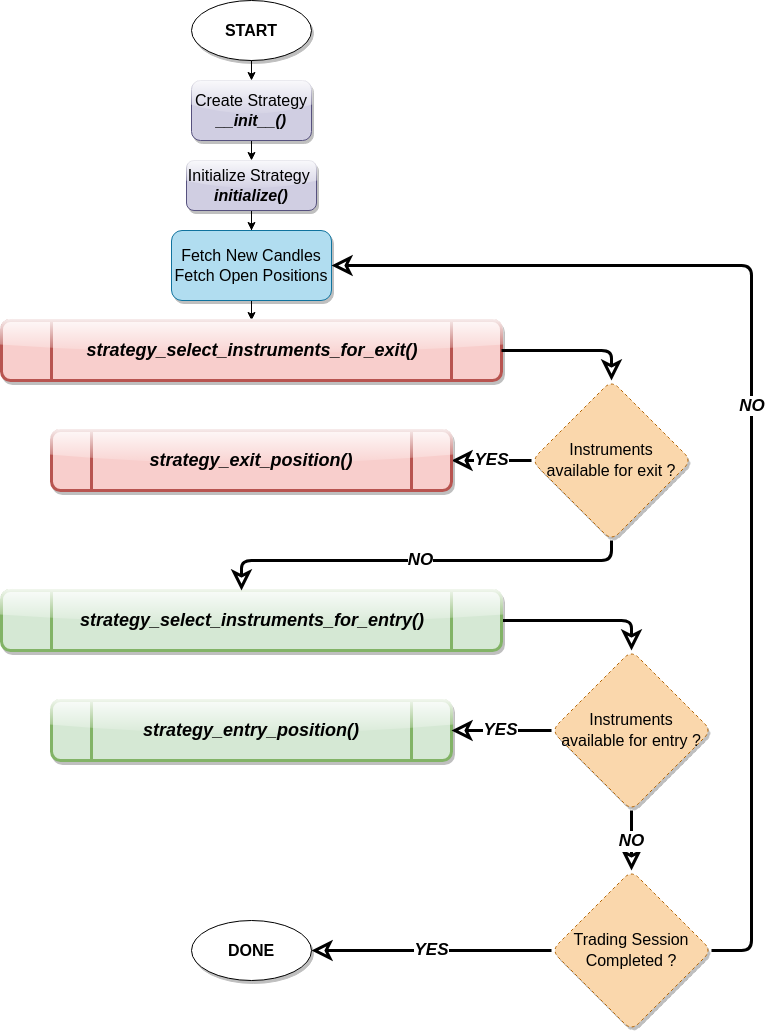 START
Create Strategy
__init__()
Initialize Strategy
initialize()
Fetch New Candles
Fetch Open Positions
strategy_select_instruments_for_exit()
NO
Instruments
available for exit ?
YES
strategy_exit_position()
NO
strategy_select_instruments_for_entry()
Instruments
available for entry ?
YES
strategy_entry_position()
NO
Trading Session
Completed ?
YES
DONE